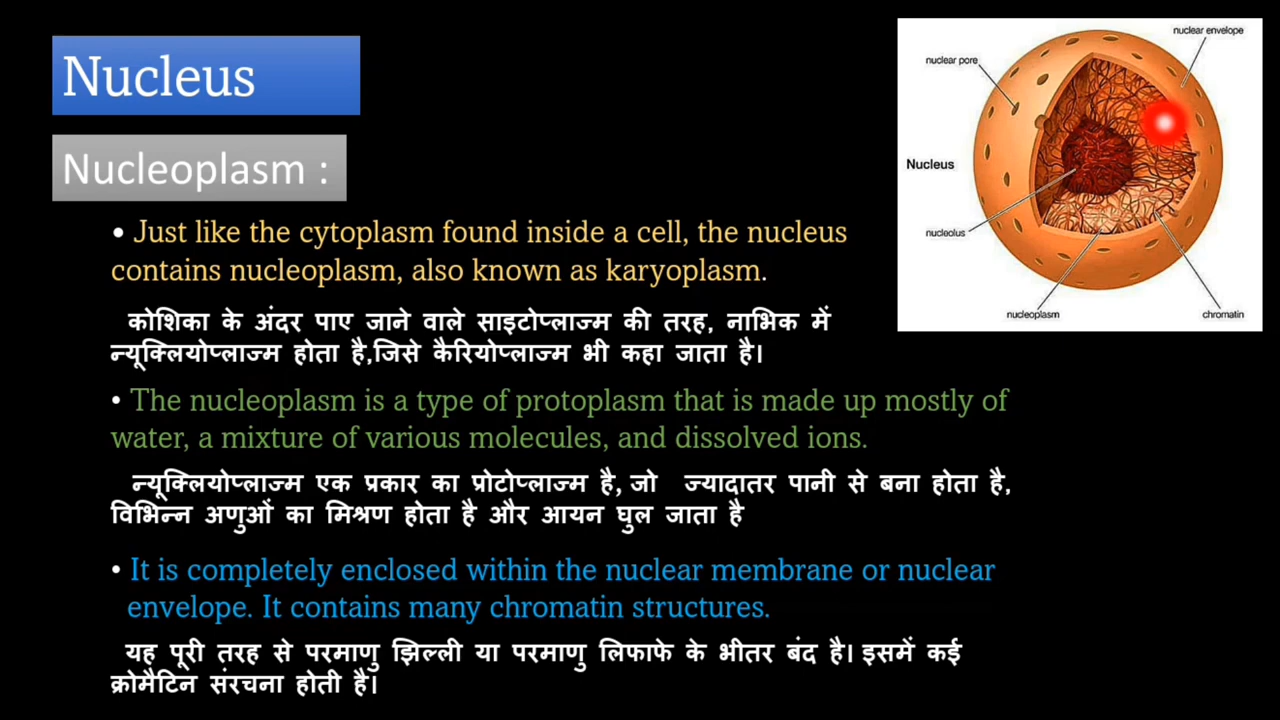 Nucleus
Nucleoplasm :
• Just like the cytoplasm found inside a cell, the nucleus
contains nucleoplasm, also known as karyoplasm.
कोशिका के अंदर पाए जाने वाले साइटोप्लाज्म की तरह, नाभिक में
न्यूक्लियोप्लाज्म होता है,जिसे कैरियोप्लाज्म भी कहा जाता है।
• The nucleoplasm is a type of protoplasm that is made up mostly of
water, a mixture of various molecules, and dissolved ions.
न्यूक्लियोप्लाज्म एक प्रकार का प्रोटोप्लाज्म है, जो ज्यादातर पानी से बना होता है,
विभिन्न अणुओं का मिश्रण होता है और आयन घुल जाता है
• It is completely enclosed within the nuclear membrane or nuclear
envelope. It contains many chromatin structures.
यह पूरी तरह से परमाणु झिल्ली या परमाणु लिफाफे के भीतर बंद है। इसमें कई
क्रोमैटिन संरचना होती है।
nuclear envelope
nuclear pore
Nucleus
nucleolus
nucleoplasm
chromatin